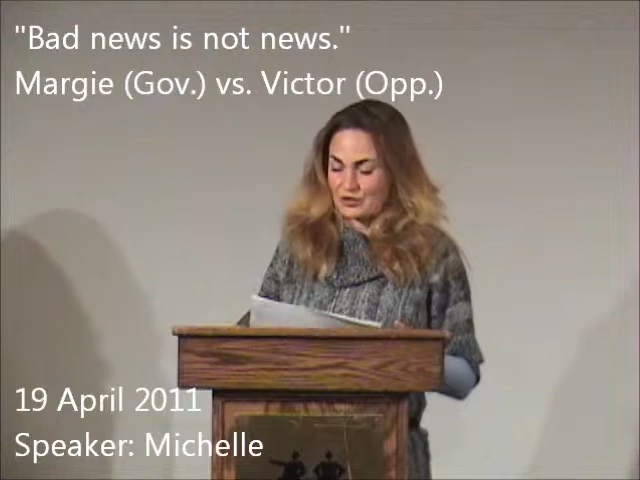 "Bad news is not news."
Margie (Gov.) vs. Victor (Opp.)
19 April 2011
Speaker: Michelle